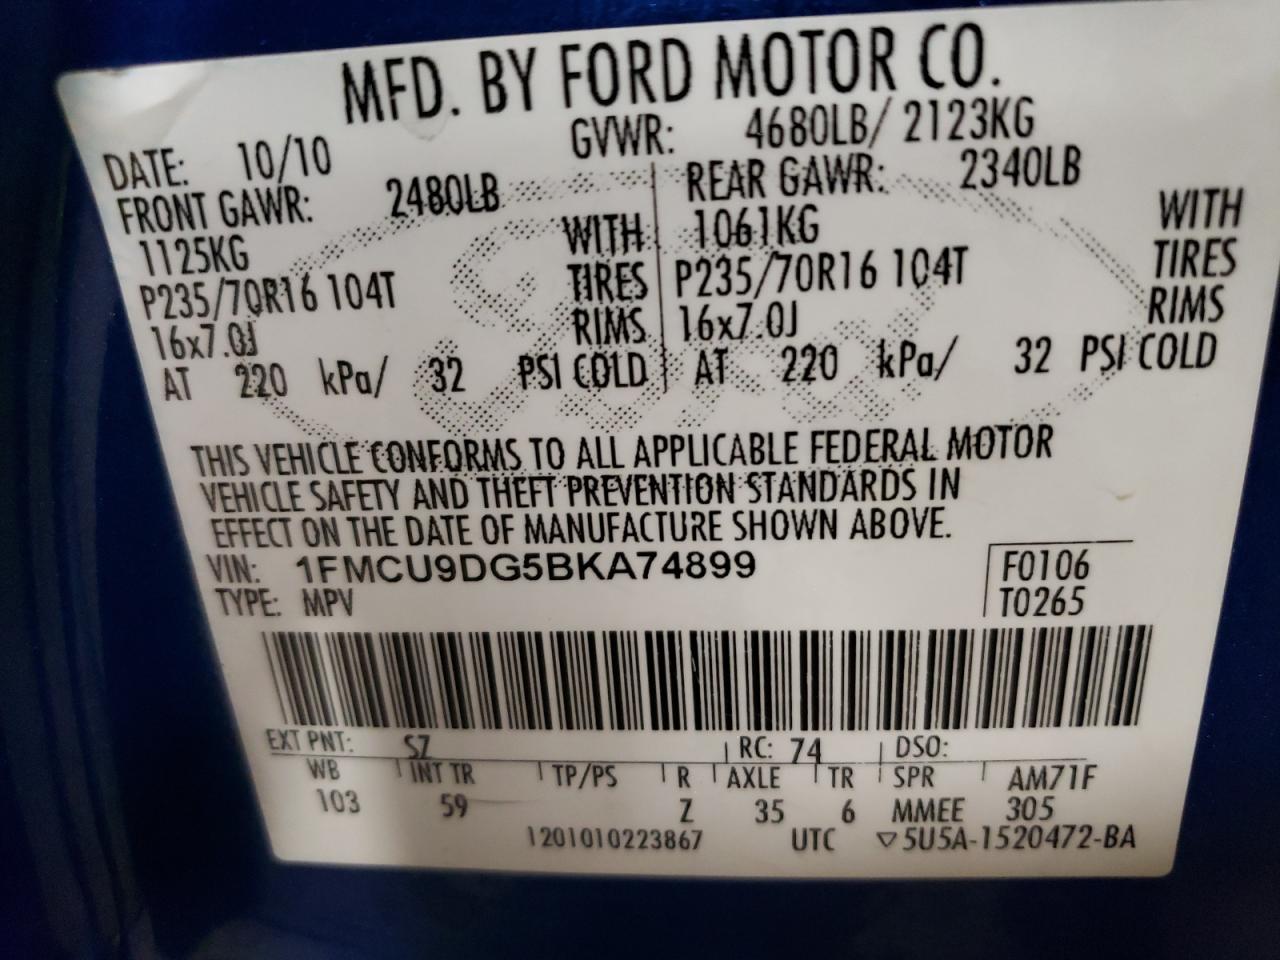 MFD. BY FORD MOTOR CO.
DATE: 10/10 GVWR: 4680LB/ 2123KG
FRONT GAWR: 2480LB REAR GAWR: 2340LB
1125KG WITH 1061KG WITH
P235/70R16 104T TIRES P235/70R16 104T TIRES
16x7.0J RIMS 16x7.0J RIMS
AT 220 kPa/ 32 PSI COLD AT 220 kPa/ 32 PSI COLD
Ford
THIS VEHICLE CONFORMS TO ALL APPLICABLE FEDERAL MOTOR
VEHICLE SAFETY AND THEFT PREVENTION STANDARDS IN
EFFECT ON THE DATE OF MANUFACTURE SHOWN ABOVE.
VIN: 1FMCU9DG5BKA74899 F0106
TYPE: MPV T0265
EXT PNT: SZ RC: 74 DSO:
WB INT TR TP/PS R AXLE TR SPR AM71F
103 59 Z 35 6 MMEE 305
1201010223867 UTC ▽5U5A-1520472-BA